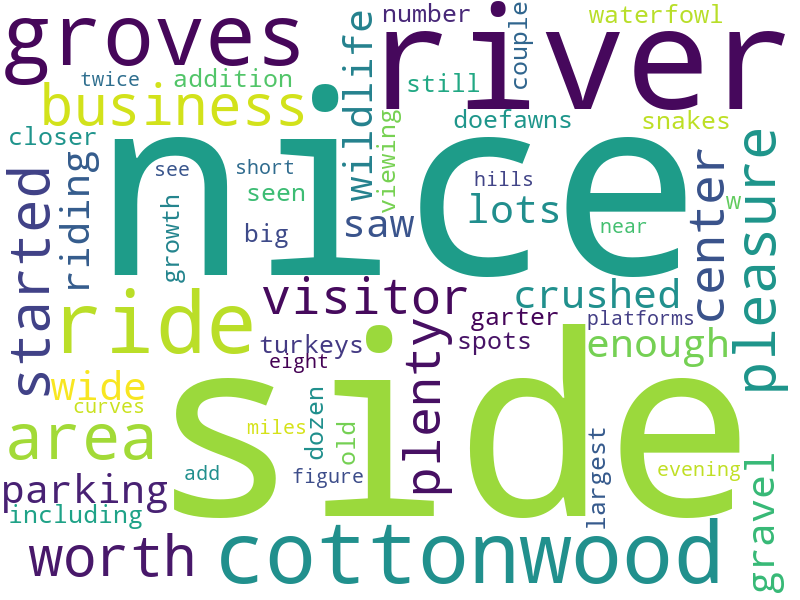 groves
river
number
couple
waterfowl
twice
addition
wildlife
still
business
doefawns
snakes
closer
viewing
nice
see
short
seen
growth
riding
started
big
saw
lots
hills
near
w
center
pleasure
ride
visitor
crushed
turkeys
eight
plenty
garter
spots
platforms
enough
wide
curves
side
area
miles
dozen
old
add
figure
largest
evening
parking
including
gravel
worth
cottonwood